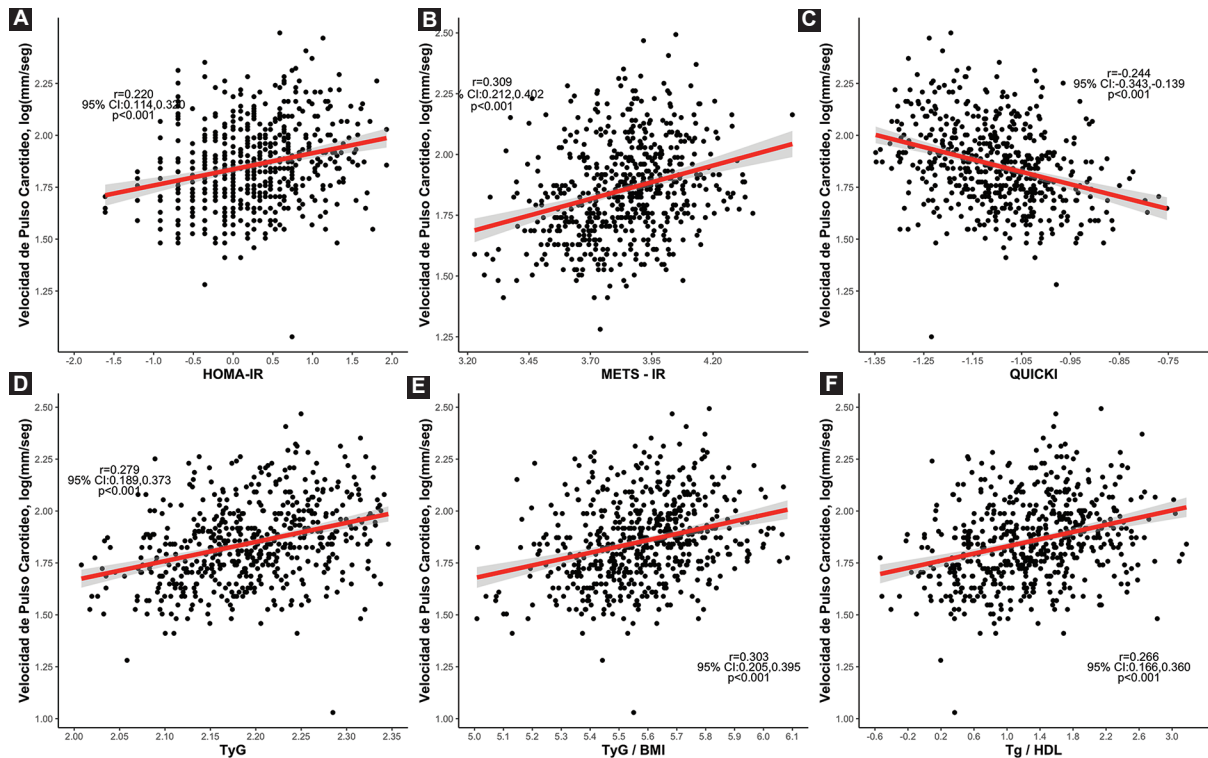 A
Velocidad de Pulso Carotideo, log(mm/seg)
2.25
2.00
1.75
1.50
1.25
r=0.220
95% CI:0.114,0.320
p<0.001
-2.0 -1.5 -1.0 -0.5 0.0 0.5 1.0 1.5 2.0
HOMA-IR
B
Velocidad de Pulso Carotideo, log(mm/seg)
2.50
2.25
2.00
1.75
1.50
1.25
r=0.309
% CI:0.212,0.402
p<0.001
3.20 3.45 3.70 3.95 4.20
METS - IR
C
Velocidad de Pulso Carotideo, log(mm/seg)
2.25
2.00
1.75
1.50
1.25
r=-0.244
95% CI:-0.343,-0.139
p<0.001
-1.35 -1.25 -1.15 -1.05 -0.95 -0.85 -0.75
QUICKI
D
Velocidad de Pulso Carotideo, log(mm/seg)
2.50
2.25
2.00
1.75
1.50
1.25
1.00
r=0.279
95% CI:0.189,0.373
p<0.001
2.00 2.05 2.10 2.15 2.20 2.25 2.30 2.35
TyG
E
Velocidad de Pulso Carotideo, log(mm/seg)
2.50
2.25
2.00
1.75
1.50
1.25
1.00
r=0.303
95% CI:0.205,0.395
p<0.001
5.0 5.1 5.2 5.3 5.4 5.5 5.6 5.7 5.8 5.9 6.0 6.1
TyG / BMI
F
Velocidad de Pulso Carotideo, log(mm/seg)
2.50
2.25
2.00
1.75
1.50
1.25
1.00
r=0.266
95% CI:0.166,0.360
p<0.001
-0.6 -0.2 0.2 0.6 1.0 1.4 1.8 2.2 2.6 3.0
Tg / HDL